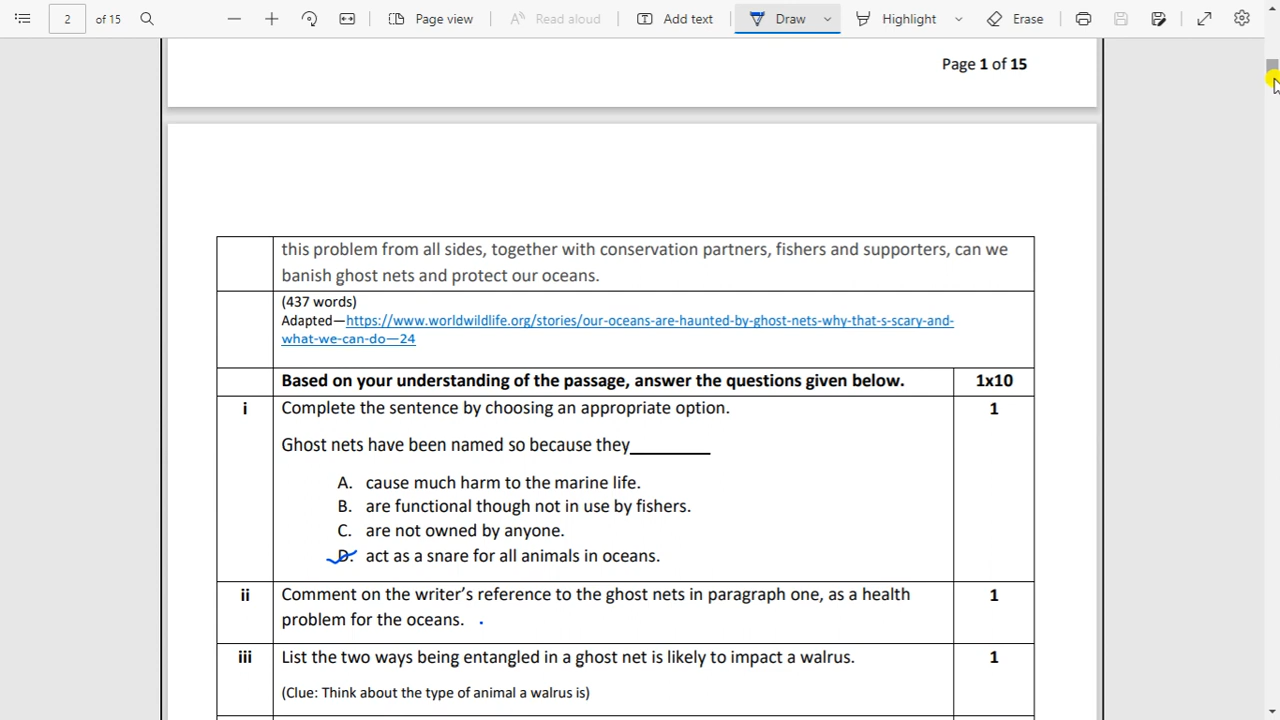 2 of 15 Page view Read aloud Add text Draw Highlight Erase
Page 1 of 15
this problem from all sides, together with conservation partners, fishers and supporters, can we
banish ghost nets and protect our oceans.
(437 words)
Adapted—https://www.worldwildlife.org/stories/our-oceans-are-haunted-by-ghost-nets-why-that-s-scary-and-
what-we-can-do—24
Based on your understanding of the passage, answer the questions given below. 1x10
i Complete the sentence by choosing an appropriate option. 1
Ghost nets have been named so because they_________
A. cause much harm to the marine life.
B. are functional though not in use by fishers.
C. are not owned by anyone.
D. act as a snare for all animals in oceans.
ii Comment on the writer's reference to the ghost nets in paragraph one, as a health 1
problem for the oceans.
iii List the two ways being entangled in a ghost net is likely to impact a walrus. 1
(Clue: Think about the type of animal a walrus is)